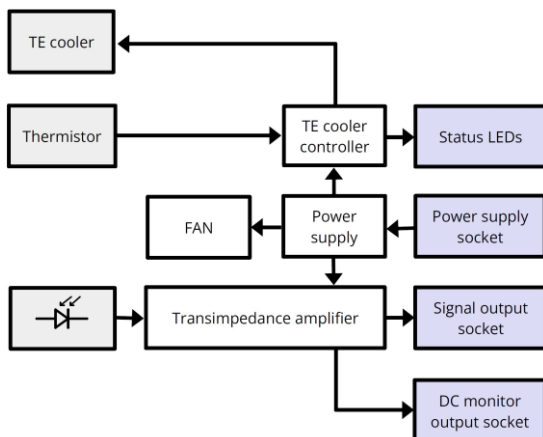 TE cooler
Thermistor
TE cooler
controller
Status LEDs
FAN
Power
supply
Power supply
socket
Transimpedance amplifier
Signal output
socket
DC monitor
output socket